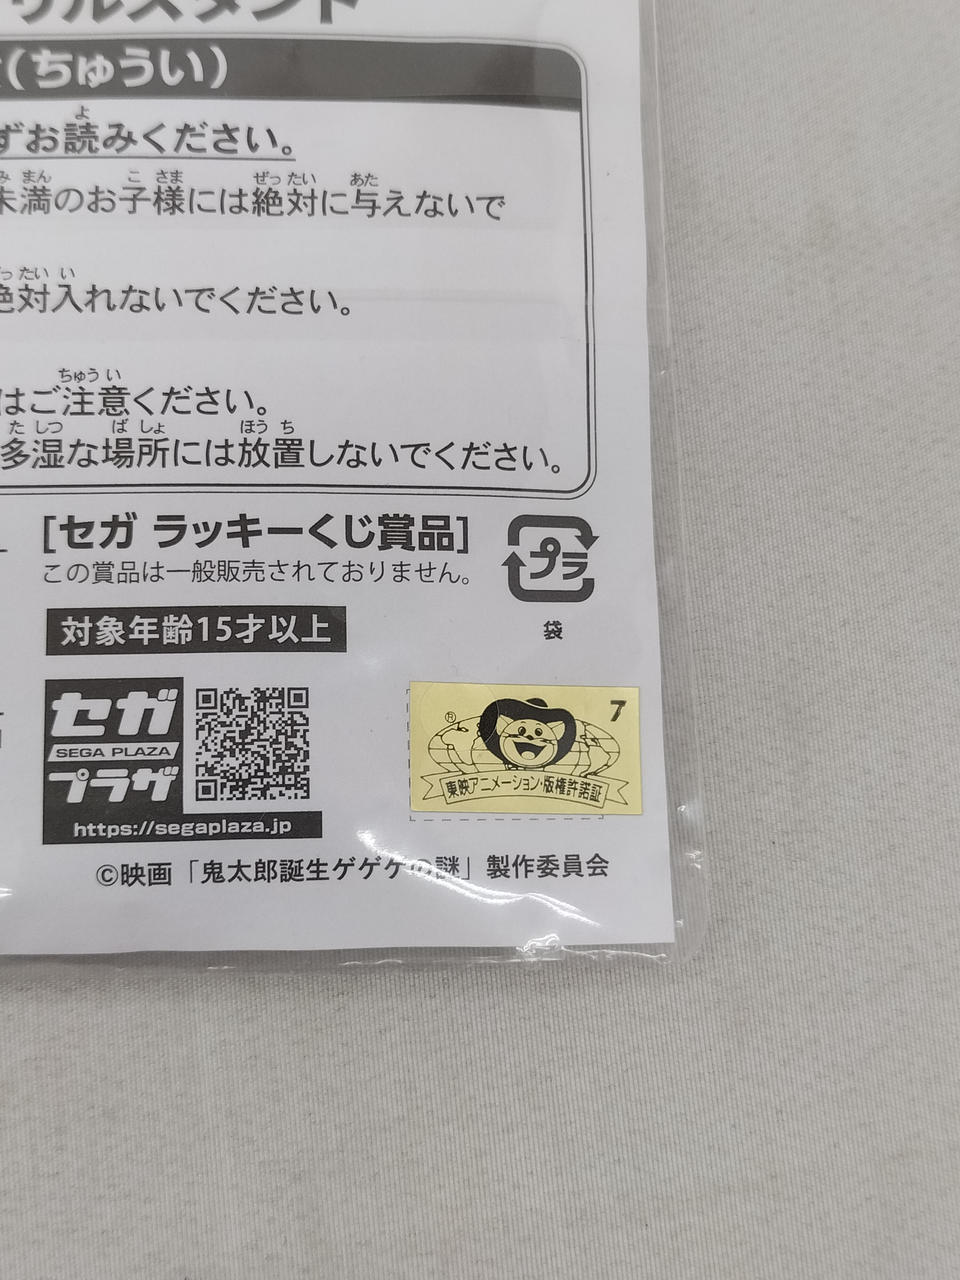 リルスタンド
(ちゅうい)
ずお読みください。
未満のお子様には絶対に与えないで
絶対入れないでください。
はご注意ください。
多湿な場所には放置しないでください。
[セガ ラッキーくじ賞品]
この賞品は一般販売されておりません。
プラ
袋
対象年齢15才以上
セガ
SEGA PLAZA
プラザ
https://segaplaza.jp
7
®
東映アニメーション・版権許諾証
©映画「鬼太郎誕生ゲゲゲの謎」製作委員会